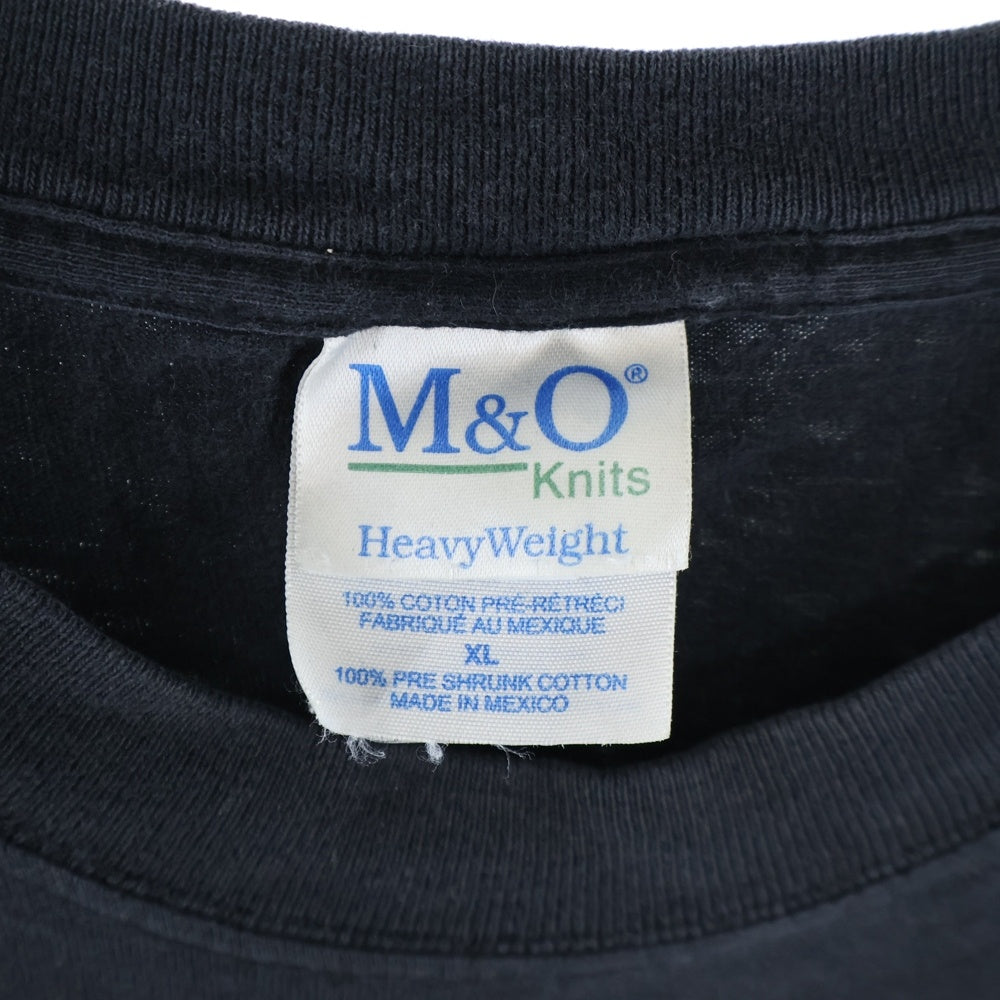 M&O®
Knits
HeavyWeight
100% COTON PRÉ-RÉTRÉCI
FABRIQUÉ AU MEXIQUE
XL
100% PRE SHRUNK COTTON
MADE IN MEXICO